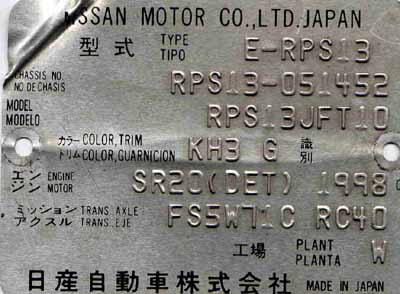 NISSAN MOTOR CO.,LTD.JAPAN
型式 TYPE TIPO E-RPS13
CHASSIS NO. NO DE CHASIS RPS13-051452
MODEL MODELO RPS13JFT10
カラー COLOR,TRIM トリム COLOR,GUARNICION KH3 G 識別
エンジン ENGINE MOTOR SR20(DET) 1998 C
ミッション TRANS. アクスル TRANS. AXLE EJE FS5W71C RC40
工場 PLANT PLANTA W
日産自動車株式会社 MADE IN JAPAN